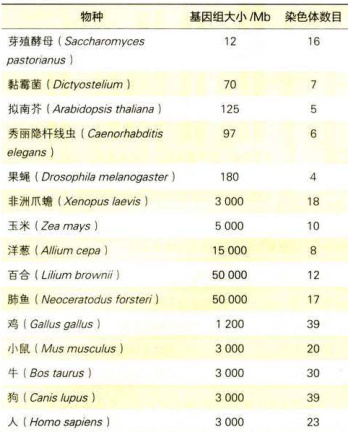 物种 基因组大小/Mb 染色体数目
芽殖酵母（Saccharomyces 12 16
pastorianus）
黏霉菌（Dictyostelium） 70 7
拟南芥（Arabidopsis thaliana） 125 5
秀丽隐杆线虫（Caenorhabditis 97 6
elegans）
果蝇（Drosophila melanogaster） 180 4
非洲爪蟾（Xenopus laevis） 3 000 18
玉米（Zea mays） 5 000 10
洋葱（Allium cepa） 15 000 8
百合（Lilium brownii） 50 000 12
肺鱼（Neoceratodus forsteri） 50 000 17
鸡（Gallus gallus） 1 200 39
小鼠（Mus musculus） 3 000 20
牛（Bos taurus） 3 000 30
狗（Canis lupus） 3 000 39
人（Homo sapiens） 3 000 23